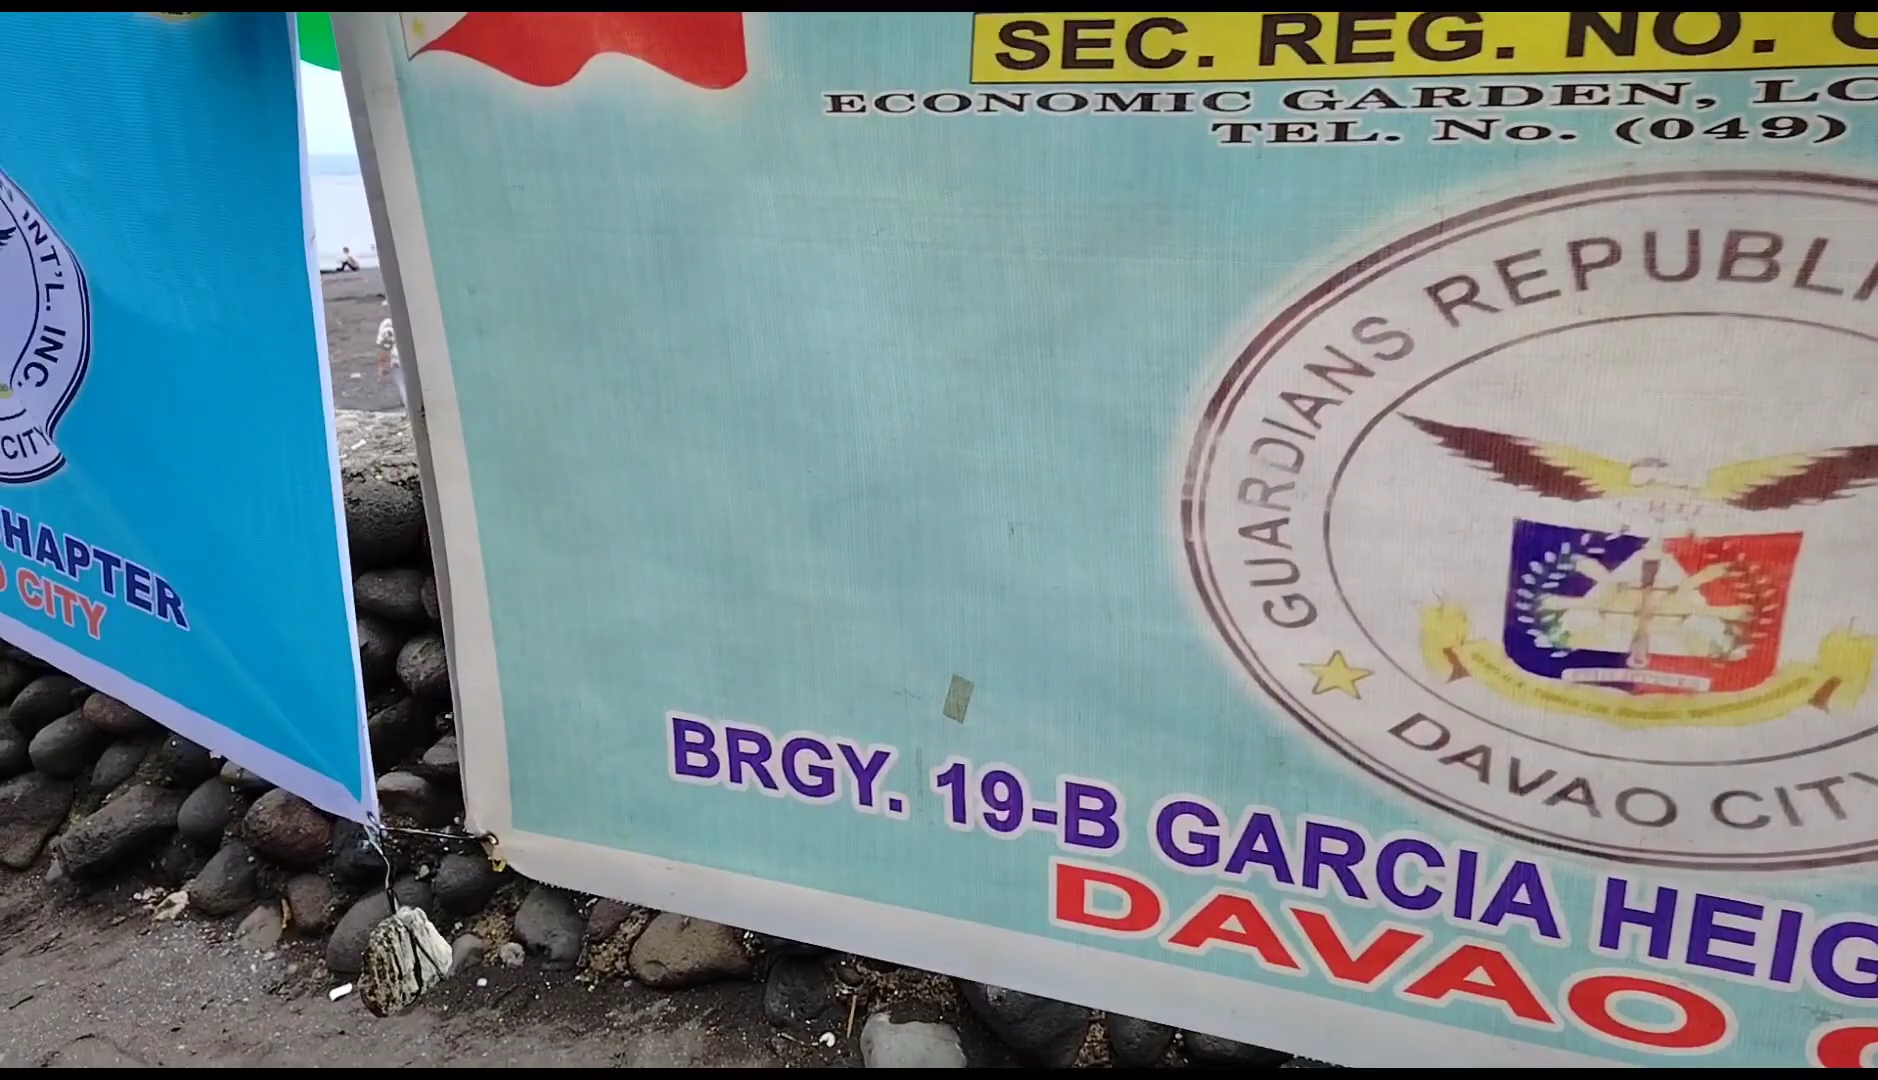 INT'L. INC.
CITY
HAPTER
CITY
SEC. REG. NO.
ECONOMIC GARDEN, LO
TEL. No. (049)
GUARDIANS REPUBLI
DAVAO CITY
BRGY. 19-B GARCIA HEIG
DAVAO